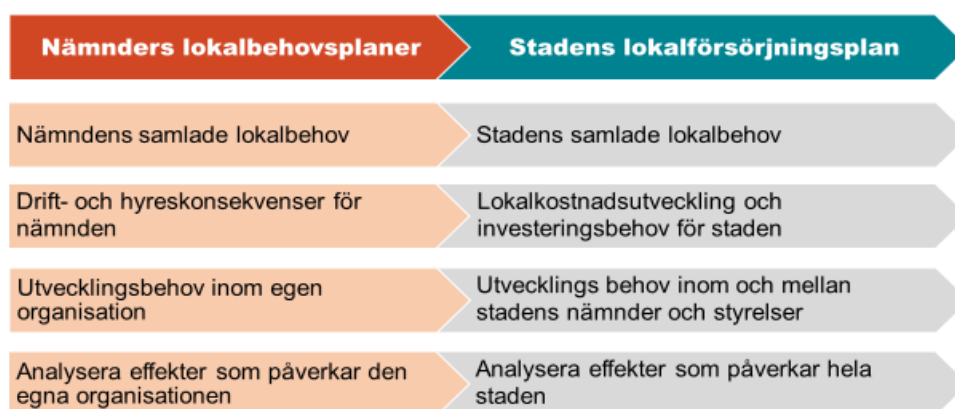 Nämnders lokalbehovsplaner
Stadens lokalförsörjningsplan
Nämndens samlade lokalbehov
Stadens samlade lokalbehov
Drift- och hyreskonsekvenser för
nämnden
Lokalkostnadsutveckling och
investeringsbehov för staden
Utvecklingsbehov inom egen
organisation
Utvecklings behov inom och mellan
stadens nämnder och styrelser
Analysera effekter som påverkar den
egna organisationen
Analysera effekter som påverkar hela
staden